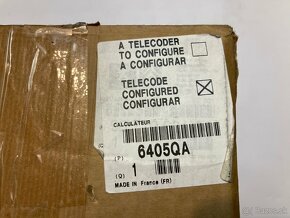 A TELECODER
TO CONFIGURE
A CONFIGURAR
TELECODE
CONFIGURED
CONFIGURAR
CALCULATEUR
(P) 6405QA
(Q) 1
MADE IN France (FR)